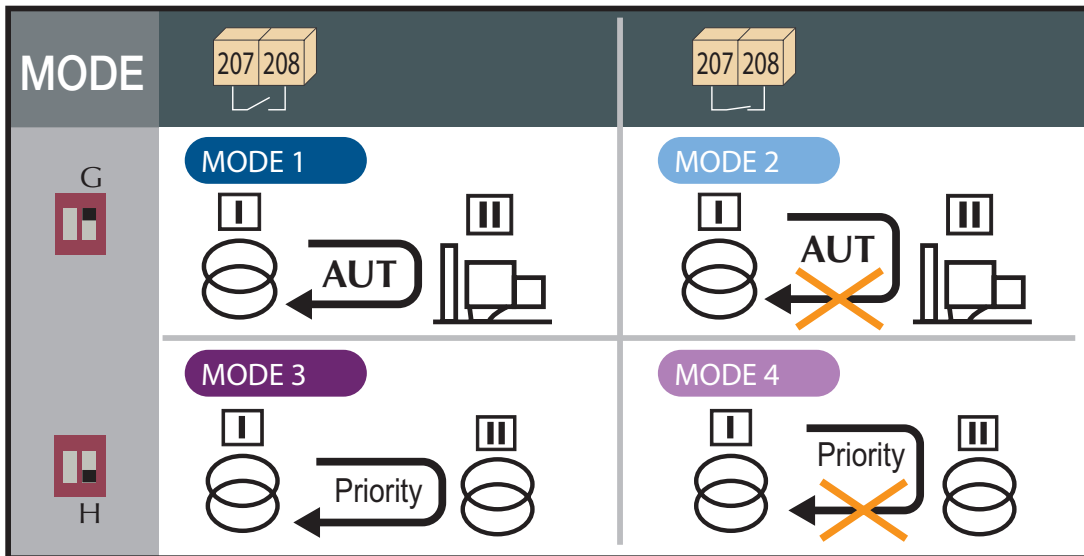 MODE
207 208
207 208
G
MODE 1
I
II
AUT
MODE 2
I
II
AUT
H
MODE 3
I
II
Priority
MODE 4
I
II
Priority